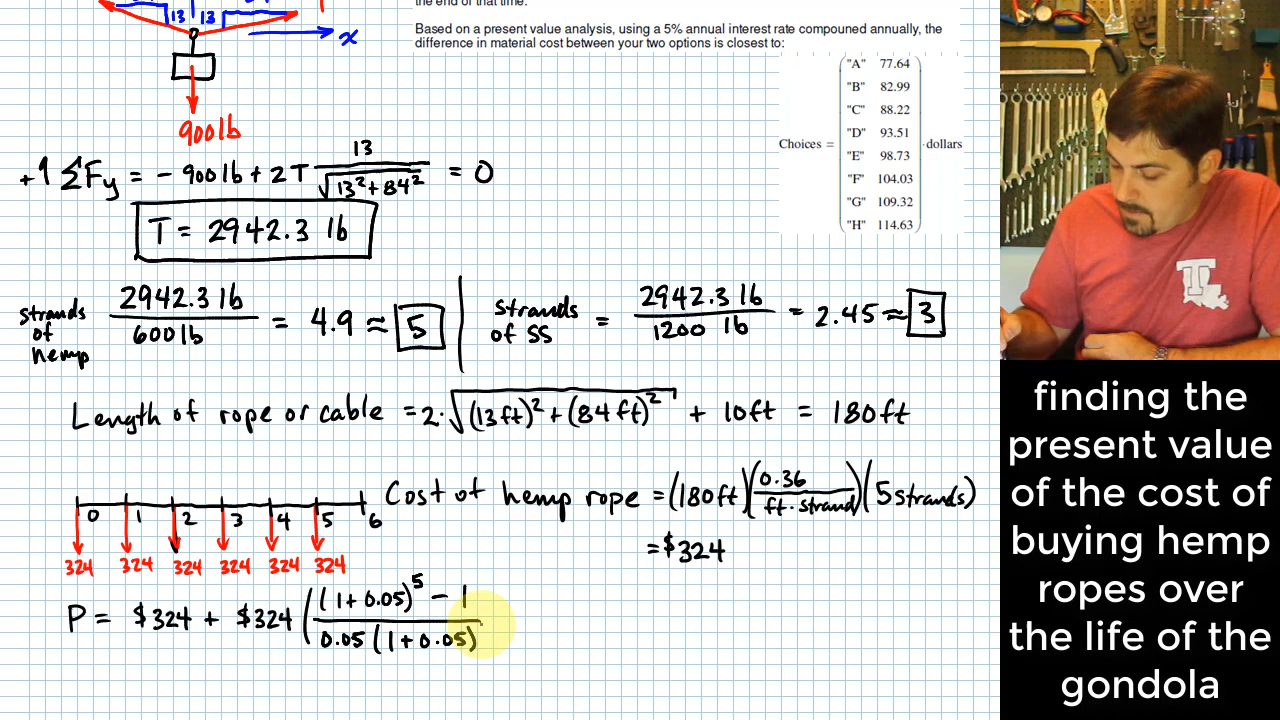 the end of that time.
Based on a present value analysis, using a 5% annual interest rate compouned annually, the
difference in material cost between your two options is closest to:
13 13
x
900 lb
Choices =
"A" 77.64
"B" 82.99
"C" 88.22
"D" 93.51
"E" 98.73
"F" 104.03
"G" 109.32
"H" 114.63
· dollars
+↑ ΣFy = - 900 lb + 2T 13/√(13² + 84²) = 0
T = 2942.3 lb
strands of hemp = 2942.3 lb / 600 lb = 4.9 ≈ 5
strands of SS = 2942.3 lb / 1200 lb = 2.45 ≈ 3
Length of rope or cable = 2·√((13 ft)² + (84 ft)²) + 10 ft = 180 ft
0 1 2 3 4 5 6
324 324 324 324 324 324
Cost of hemp rope = (180 ft)(0.36 / ft·strand)(5 strands)
= $324
P = $324 + $324 ( (1 + 0.05)⁵ - 1 / 0.05 (1 + 0.05)
T
finding the
present value
of the cost of
buying hemp
ropes over
the life of the
gondola